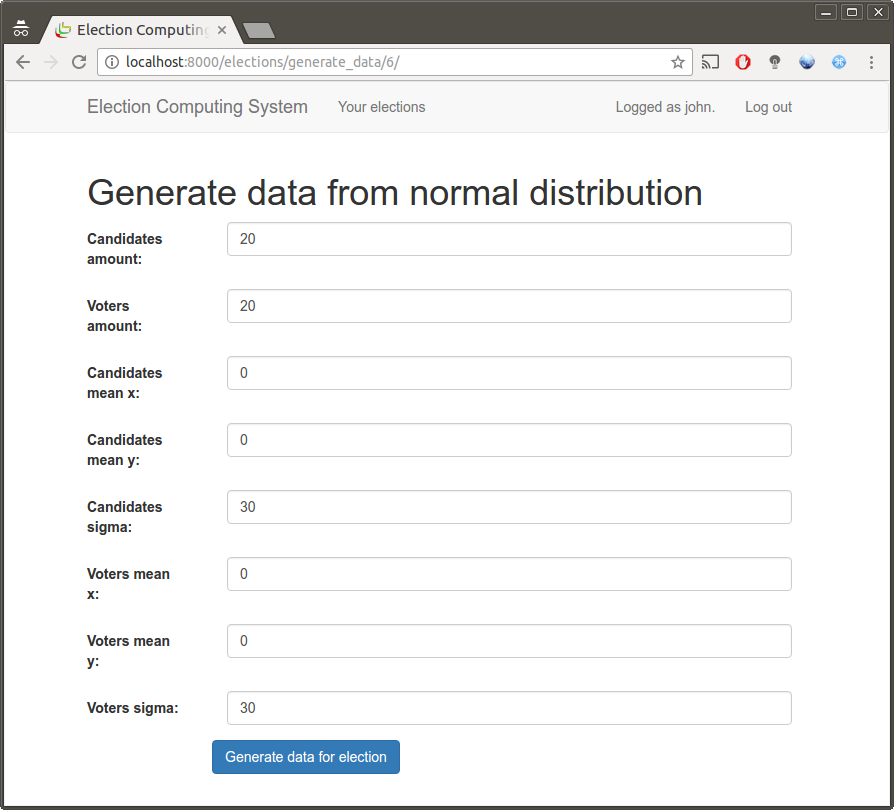 Election Computing
localhost:8000/elections/generate_data/6/
Election Computing System Your elections Logged as john. Log out
Generate data from normal distribution
Candidates
amount:
20
Voters
amount:
20
Candidates
mean x:
0
Candidates
mean y:
0
Candidates
sigma:
30
Voters mean
x:
0
Voters mean
y:
0
Voters sigma:
30
Generate data for election